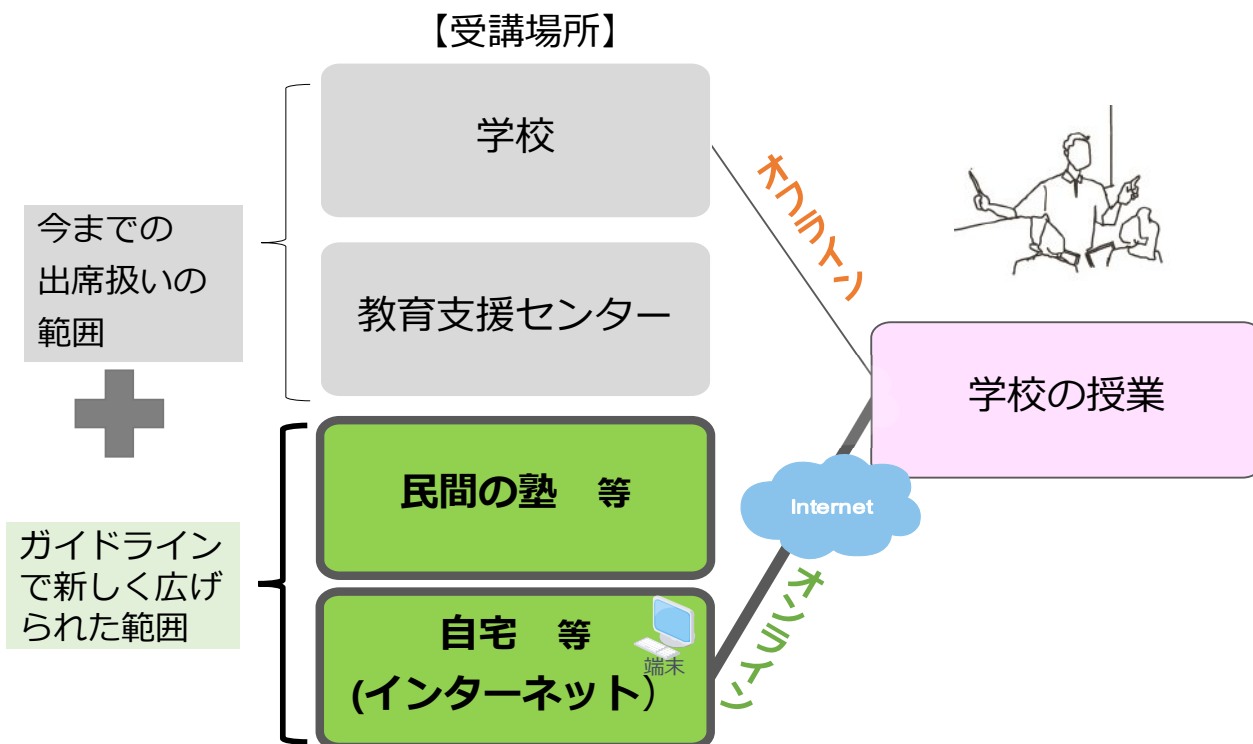 【受講場所】
学校
オフライン
今までの
出席扱いの
範囲
教育支援センター
学校の授業
民間の塾　等
Internet
ガイドライン
で新しく広げ
られた範囲
自宅　等
端末
(インターネット）
オンライン